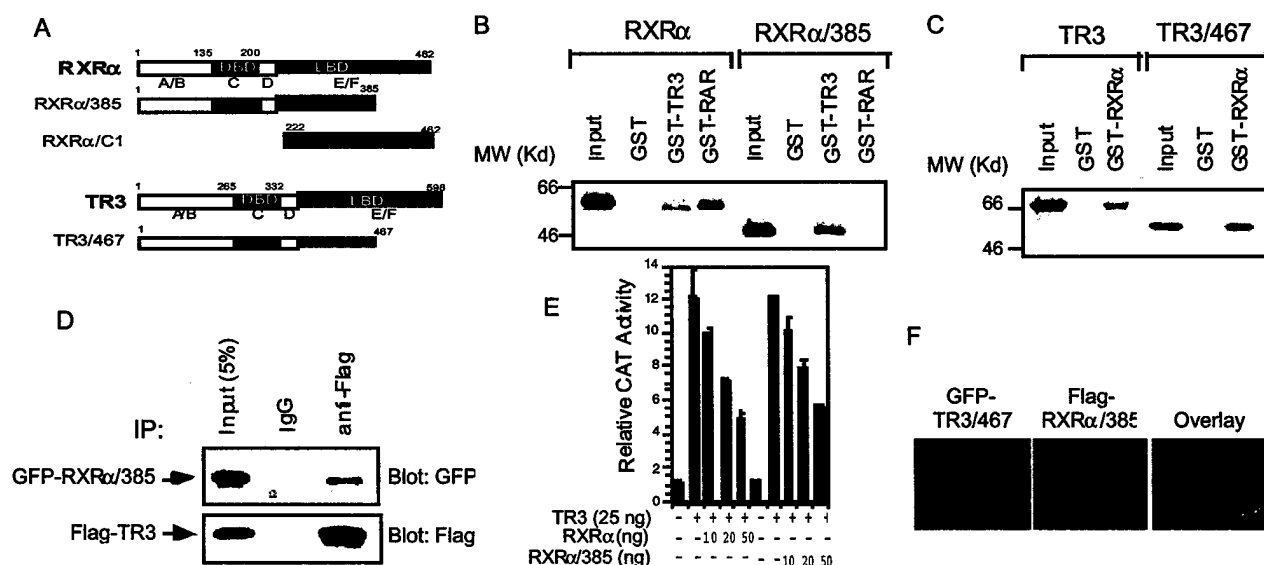 A
1 135 200 462
RXRα DBD LBD
A/B C D E/F
1 385
RXRα/385
222 462
RXRα/C1
1 265 332 598
TR3 DBD LBD
A/B C D E/F
1 467
TR3/467
B
RXRα RXRα/385
Input GST GST-TR3 GST-RAR Input GST GST-TR3 GST-RAR
MW (Kd)
66
46
C
TR3 TR3/467
Input GST GST-RXRα Input GST GST-RXRα
MW (Kd)
66
46
D
Input (5%) IgG anti-Flag
IP:
GFP-RXRα/385 Blot: GFP
Flag-TR3 Blot: Flag
E
Relative CAT Activity
14
12
10
8
6
4
2
0
TR3 (25 ng) - + + + + - + + + +
RXRα (ng) - - 10 20 50 - - - - -
RXRα/385 (ng) - - - - - - - 10 20 50
F
GFP-TR3/467 Flag-RXRα/385 Overlay